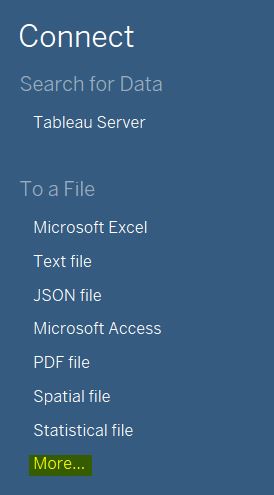 Connect
Search for Data
Tableau Server
To a File
Microsoft Excel
Text file
JSON file
Microsoft Access
PDF file
Spatial file
Statistical file
More...